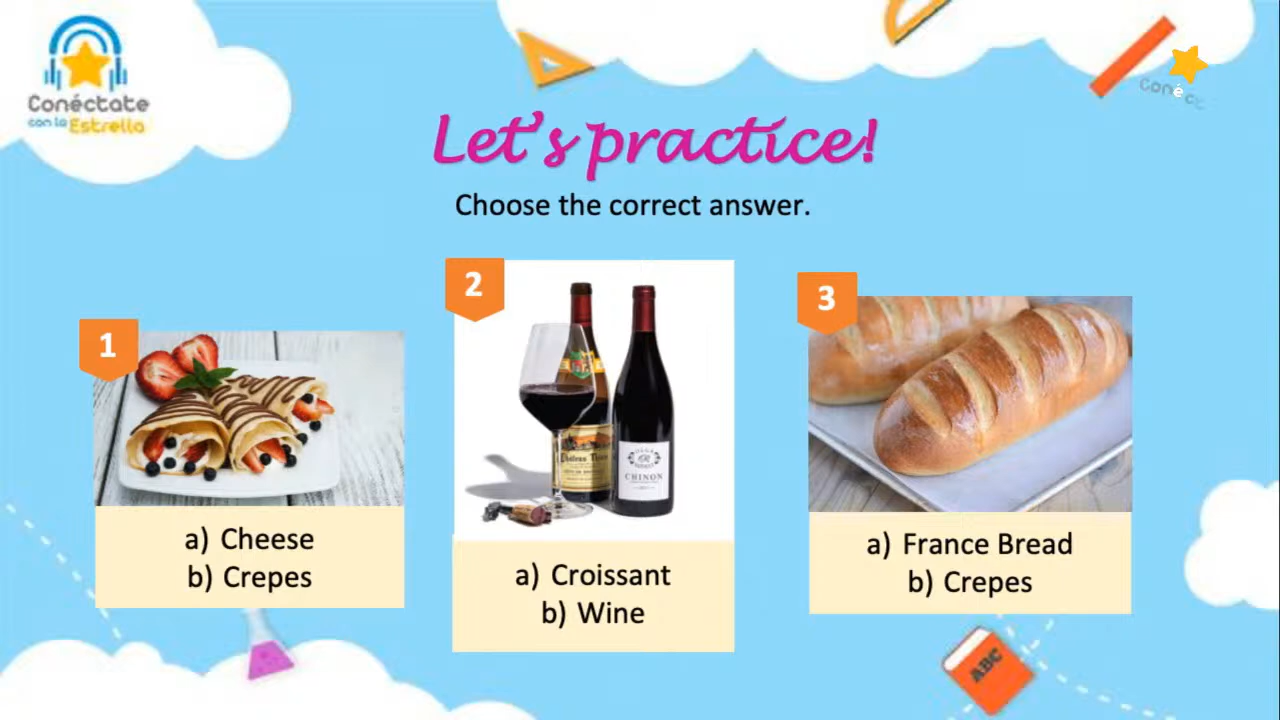 Conéctate
con la Estrella
Conéc
Let's practice!
Choose the correct answer.
1
a) Cheese
b) Crepes
2
CHINON
a) Croissant
b) Wine
3
a) France Bread
b) Crepes
ABC